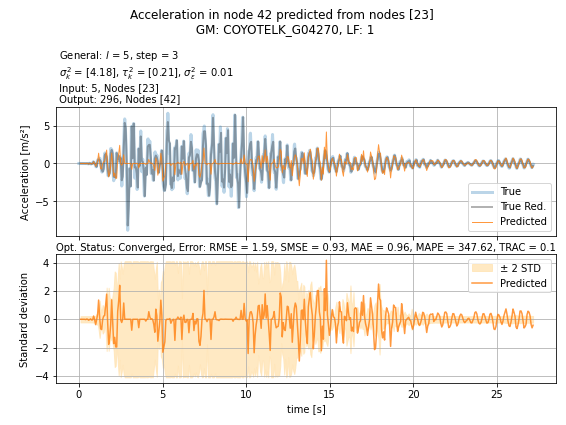 Acceleration in node 42 predicted from nodes [23]
GM: COYOTELK_G04270, LF: 1
General: l = 5, step = 3
σ²ₖ = [4.18], τ²ₖ = [0.21], σ²ε = 0.01
Input: 5, Nodes [23]
Output: 296, Nodes [42]
Acceleration [m/s²]
5
0
−5
True
True Red.
Predicted
Opt. Status: Converged, Error: RMSE = 1.59, SMSE = 0.93, MAE = 0.96, MAPE = 347.62, TRAC = 0.1
Standard deviation
4
2
0
−2
−4
± 2 STD
Predicted
0 5 10 15 20 25
time [s]